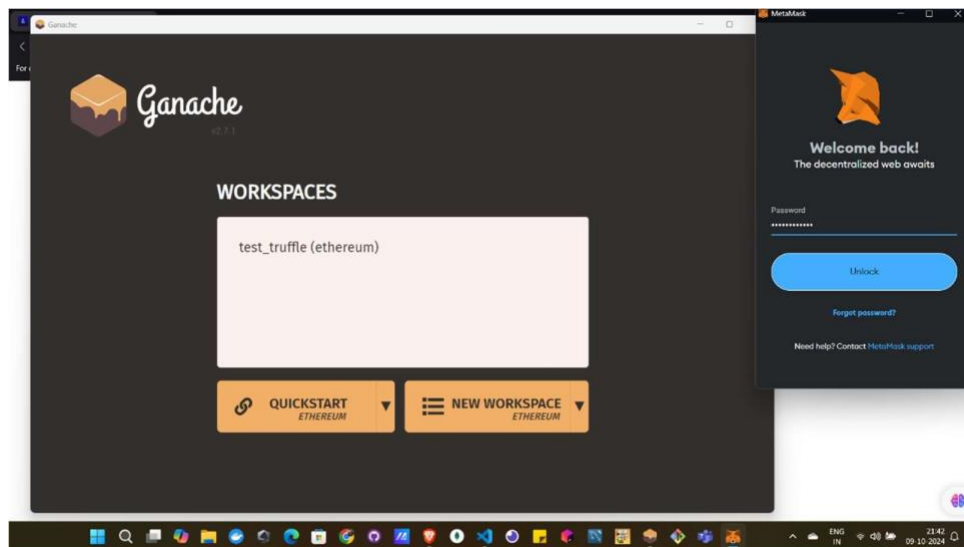 Ganache
MetaMask
For
Ganache
v2.7.1
WORKSPACES
test_truffle (ethereum)
QUICKSTART
ETHEREUM
NEW WORKSPACE
ETHEREUM
Welcome back!
The decentralized web awaits
Password
Unlock
Forgot password?
Need help? Contact MetaMask support
ENG
IN
21:42
09-10-2024